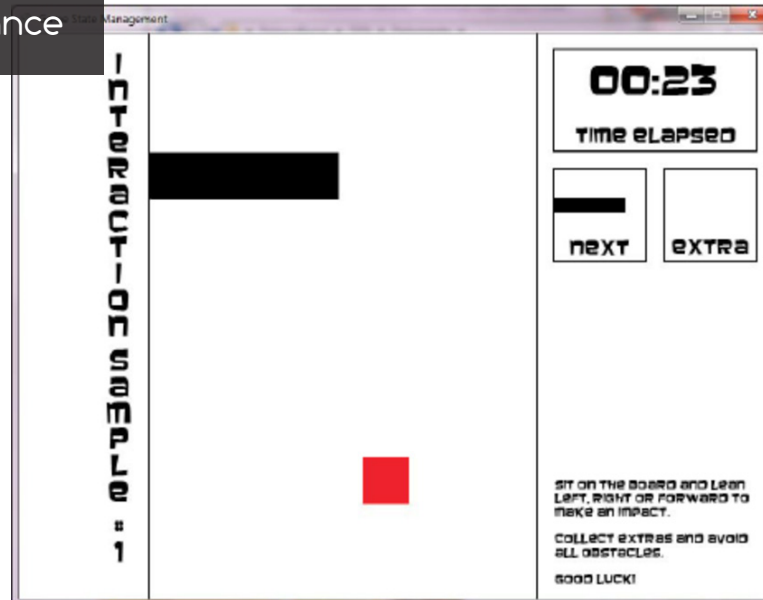 State Management
INTERACTION SAMPLE #1
00:23
TIME ELAPSED
NEXT
EXTRA
SIT ON THE BOARD AND LEAN
LEFT, RIGHT OR FORWARD TO
MAKE AN IMPACT.
COLLECT EXTRAS AND AVOID
ALL OBSTACLES.
GOOD LUCK!